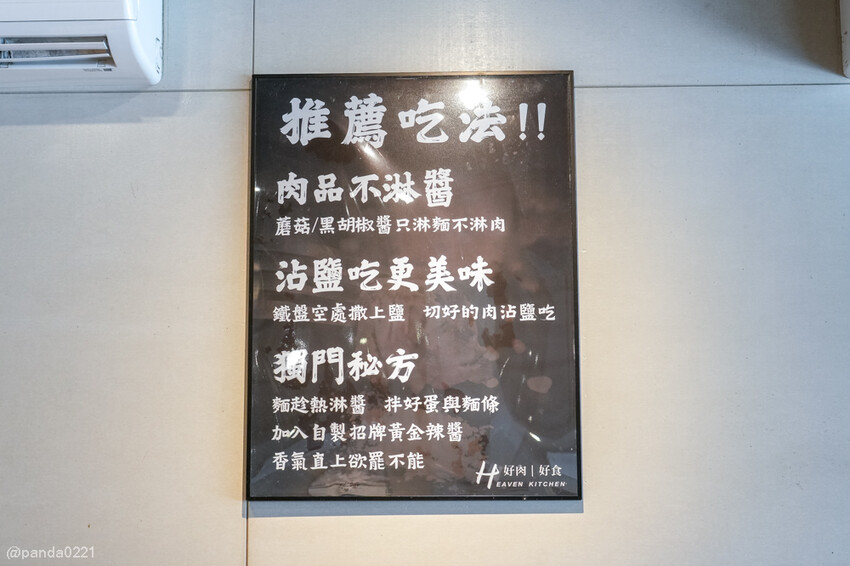 推薦吃法!!
肉品不淋醬
蘑菇/黑胡椒醬只淋麵不淋肉
沾鹽吃更美味
鐵盤空處撒上鹽　切好的肉沾鹽吃
獨門秘方
麵趁熱淋醬　拌好蛋與麵條
加入自製招牌黃金辣醬
香氣直上欲罷不能
好肉|好食
HEAVEN KITCHEN
@panda0221